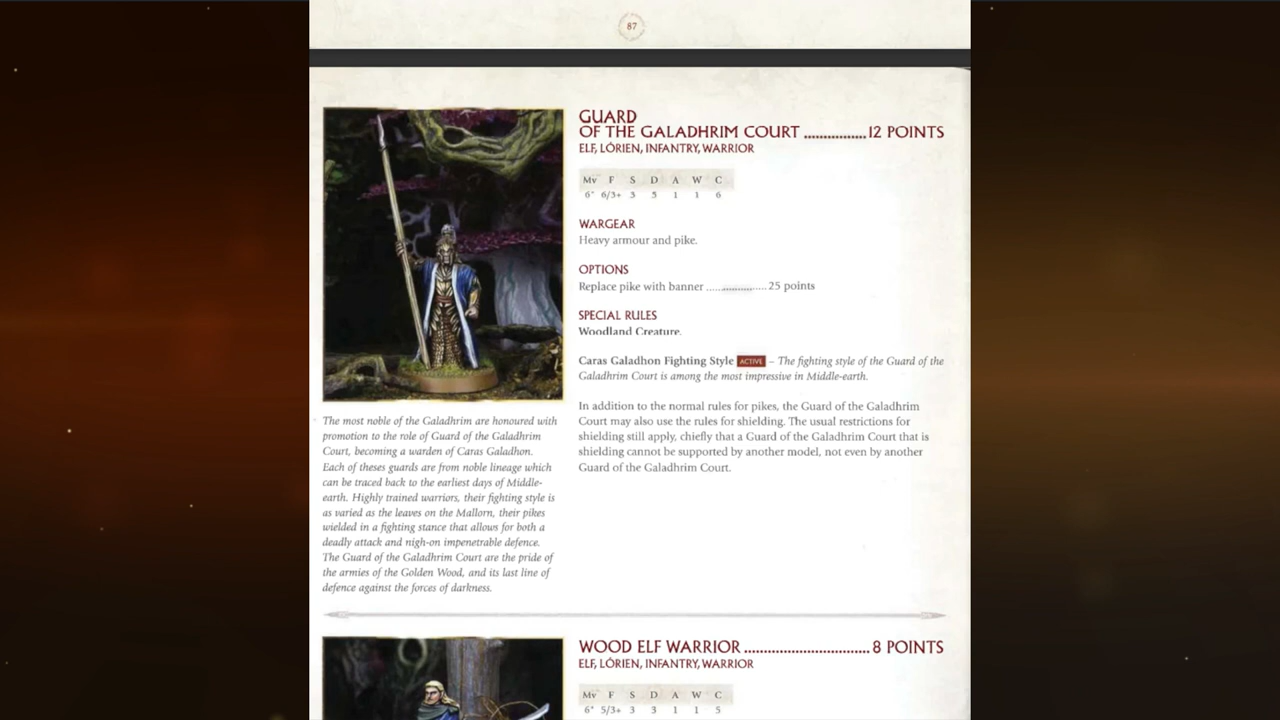 87
GUARD
OF THE GALADHRIM COURT ................12 POINTS
ELF, LÓRIEN, INFANTRY, WARRIOR
Mv F S D A W C
6" 6/3+ 3 5 1 1 6
WARGEAR
Heavy armour and pike.
OPTIONS
Replace pike with banner ..................... 25 points
SPECIAL RULES
Woodland Creature.
Caras Galadhon Fighting Style ACTIVE – The fighting style of the Guard of the
Galadhrim Court is among the most impressive in Middle-earth.
In addition to the normal rules for pikes, the Guard of the Galadhrim
Court may also use the rules for shielding. The usual restrictions for
shielding still apply, chiefly that a Guard of the Galadhrim Court that is
shielding cannot be supported by another model, not even by another
Guard of the Galadhrim Court.
The most noble of the Galadhrim are honoured with
promotion to the role of Guard of the Galadhrim
Court, becoming a warden of Caras Galadhon.
Each of theses guards are from noble lineage which
can be traced back to the earliest days of Middle-
earth. Highly trained warriors, their fighting style is
as varied as the leaves on the Mallorn, their pikes
wielded in a fighting stance that allows for both a
deadly attack and nigh-on impenetrable defence.
The Guard of the Galadhrim Court are the pride of
the armies of the Golden Wood, and its last line of
defence against the forces of darkness.
WOOD ELF WARRIOR ................................ 8 POINTS
ELF, LÓRIEN, INFANTRY, WARRIOR
Mv F S D A W C
6" 5/3+ 3 3 1 1 5